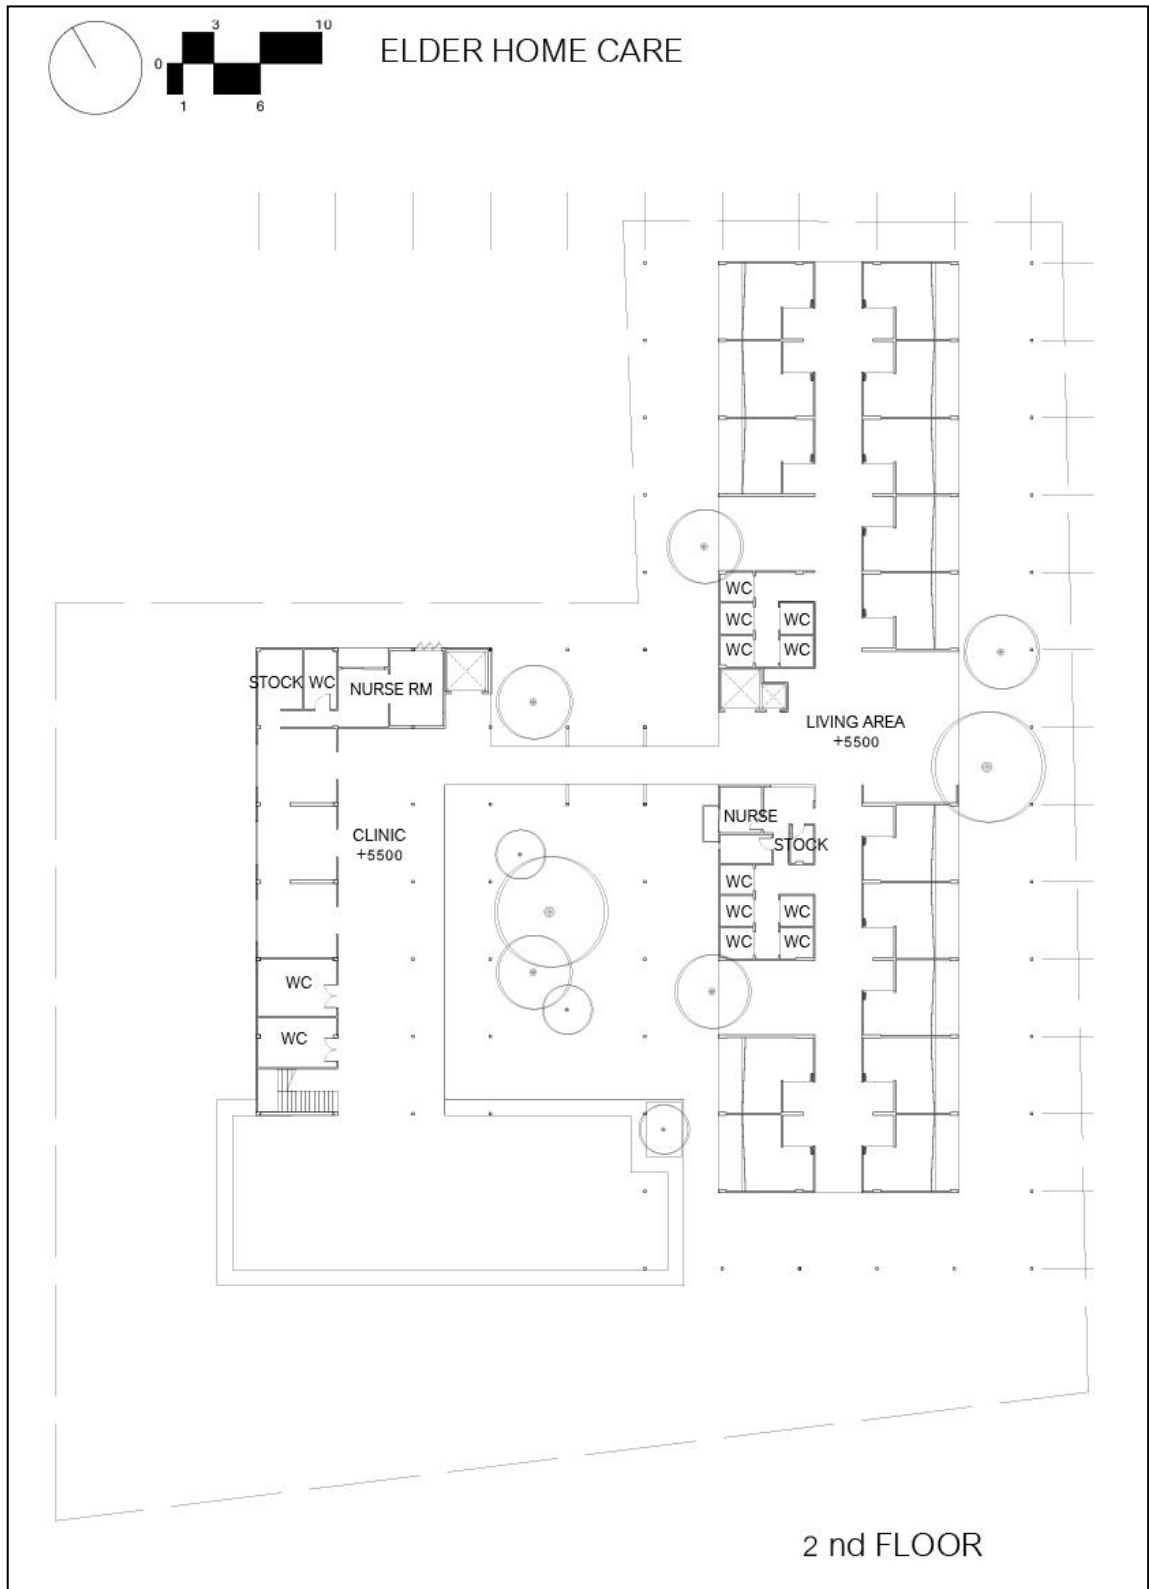 3 10
ELDER HOME CARE
0
1 6
WC
WC WC
WC WC
STOCK WC NURSE RM
LIVING AREA
+5500
NURSE
CLINIC
+5500
STOCK
WC
WC WC
WC WC
WC
WC
2 nd FLOOR